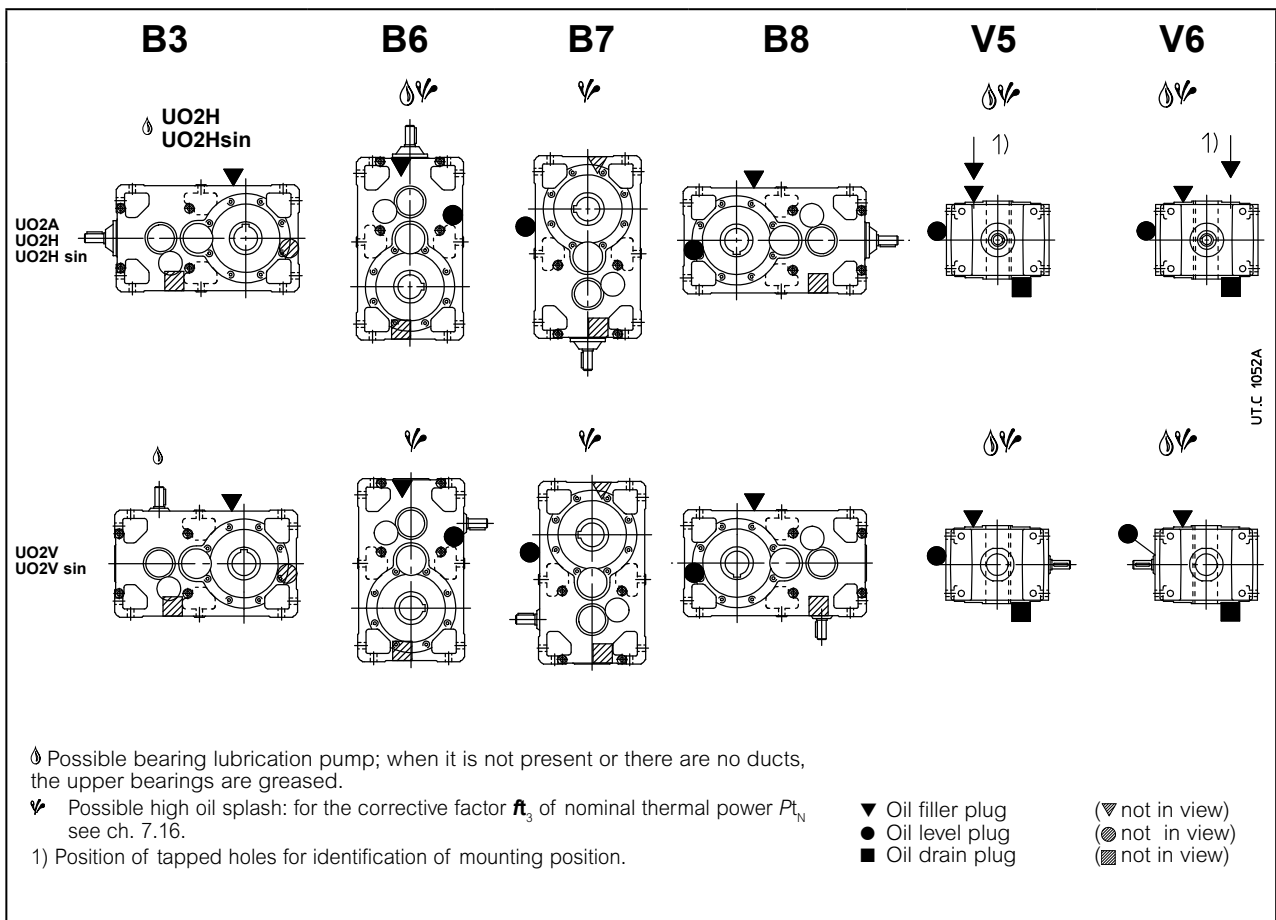 B3 B6 B7 B8 V5 V6
UO2H
UO2Hsin
1) 1)
UO2A
UO2H
UO2H sin
UT.C 1052A
UO2V
UO2V sin
Possible bearing lubrication pump; when it is not present or there are no ducts,
the upper bearings are greased.
Possible high oil splash: for the corrective factor ft3 of nominal thermal power PtN
see ch. 7.16.
1) Position of tapped holes for identification of mounting position.
▼ Oil filler plug (▼ not in view)
● Oil level plug (● not in view)
■ Oil drain plug (■ not in view)